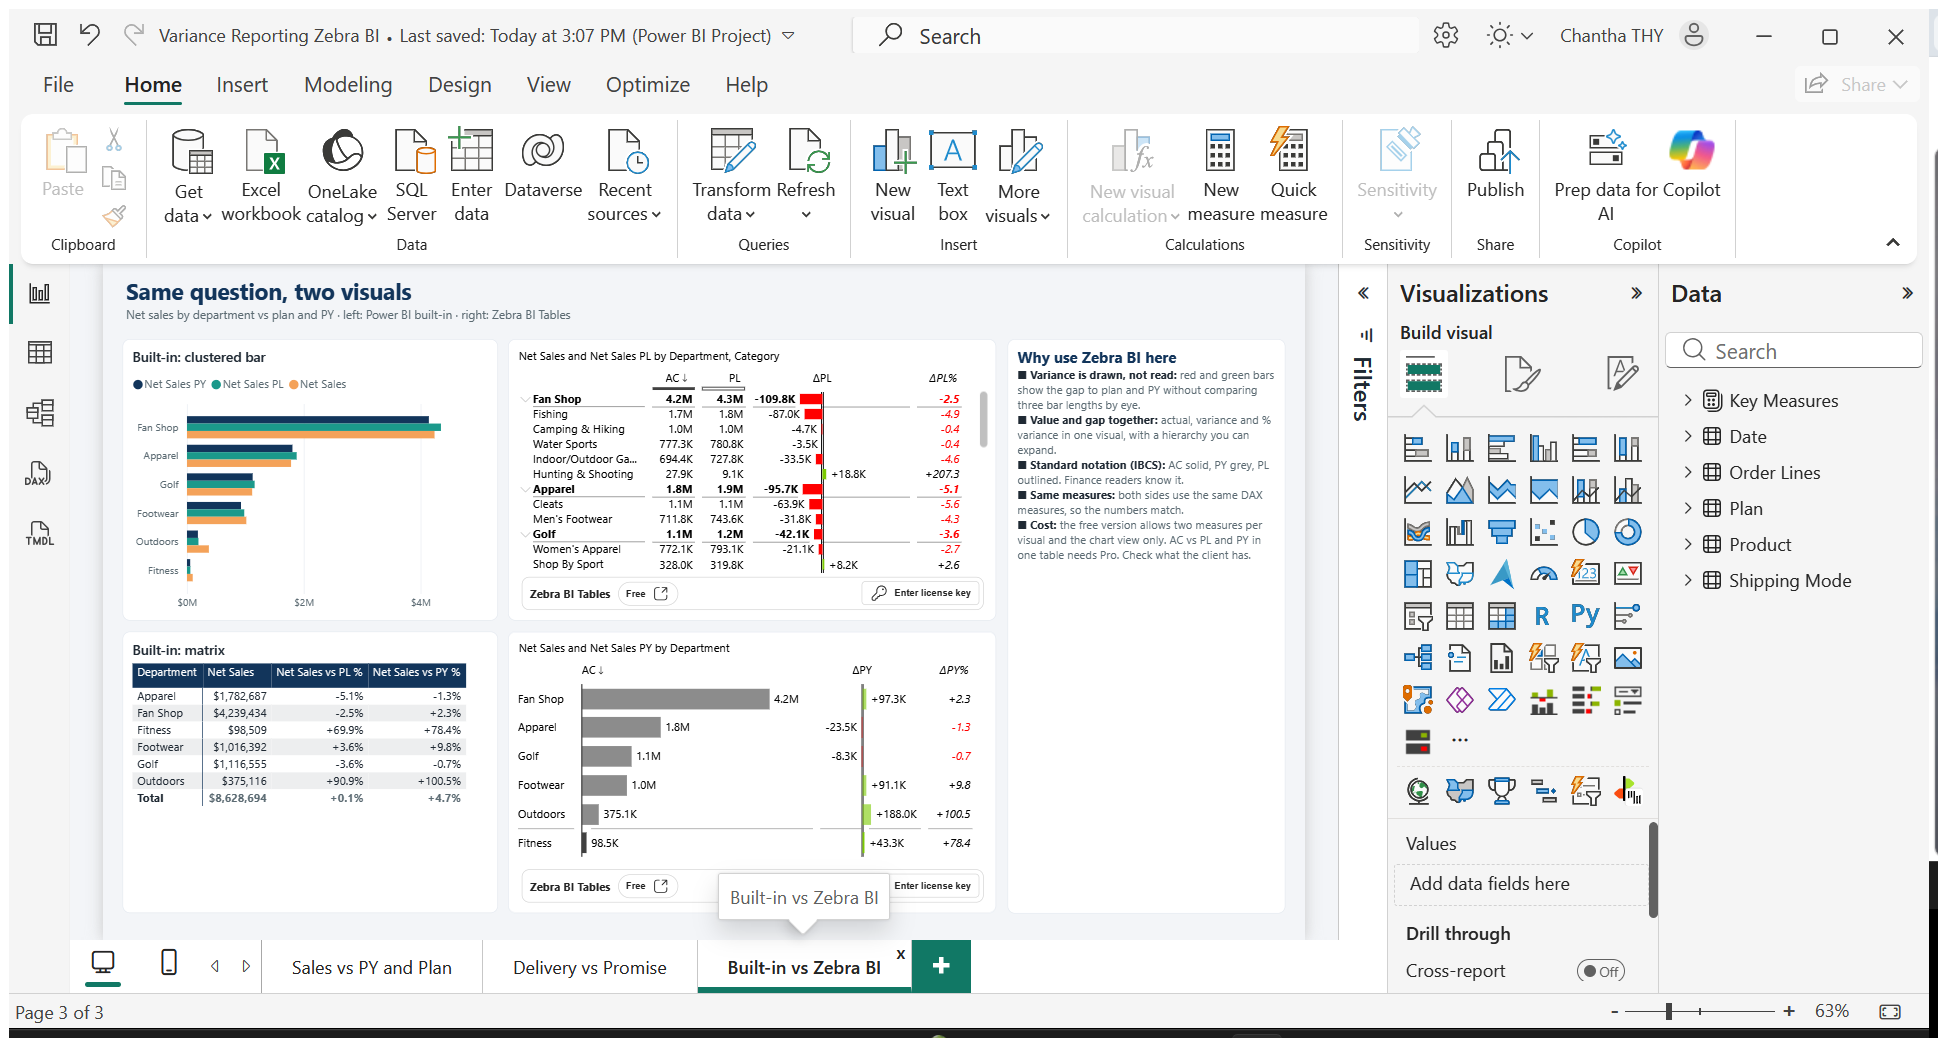 Variance Reporting Zebra BI • Last saved: Today at 3:07 PM (Power BI Project)
Search
Chantha THY
File Home Insert Modeling Design View Optimize Help
Share
Paste
Clipboard
Get data
Excel workbook
OneLake catalog
SQL Server
Enter data
Dataverse
Recent sources
Data
Transform data
Refresh
Queries
New visual
Text box
More visuals
Insert
New visual calculation
New measure
Quick measure
Calculations
Sensitivity
Sensitivity
Publish
Share
Prep data for AI
Copilot
Copilot
Same question, two visuals
Net sales by department vs plan and PY · left: Power BI built-in · right: Zebra BI Tables
Built-in: clustered bar
Net Sales PY Net Sales PL Net Sales
Fan Shop
Apparel
Golf
Footwear
Outdoors
Fitness
$0M $2M $4M
Net Sales and Net Sales PL by Department, Category
AC↓ PL ΔPL ΔPL%
Fan Shop 4.2M 4.3M -109.8K -2.5
Fishing 1.7M 1.8M -87.0K -4.9
Camping & Hiking 1.0M 1.0M -4.7K -0.4
Water Sports 777.3K 780.8K -3.5K -0.4
Indoor/Outdoor Ga... 694.4K 727.8K -33.5K -4.6
Hunting & Shooting 27.9K 9.1K +18.8K +207.3
Apparel 1.8M 1.9M -95.7K -5.1
Cleats 1.1M 1.1M -63.9K -5.6
Men's Footwear 711.8K 743.6K -31.8K -4.3
Golf 1.1M 1.2M -42.1K -3.6
Women's Apparel 772.1K 793.1K -21.1K -2.7
Shop By Sport 328.0K 319.8K +8.2K +2.6
Zebra BI Tables Free Enter license key
Why use Zebra BI here
■ Variance is drawn, not read: red and green bars
show the gap to plan and PY without comparing
three bar lengths by eye.
■ Value and gap together: actual, variance and %
variance in one visual, with a hierarchy you can
expand.
■ Standard notation (IBCS): AC solid, PY grey, PL
outlined. Finance readers know it.
■ Same measures: both sides use the same DAX
measures, so the numbers match.
■ Cost: the free version allows two measures per
visual and the chart view only. AC vs PL and PY in
one table needs Pro. Check what the client has.
Built-in: matrix
Department Net Sales Net Sales vs PL % Net Sales vs PY %
Apparel $1,782,687 -5.1% -1.3%
Fan Shop $4,239,434 -2.5% +2.3%
Fitness $98,509 +69.9% +78.4%
Footwear $1,016,392 +3.6% +9.8%
Golf $1,116,555 -3.6% -0.7%
Outdoors $375,116 +90.9% +100.5%
Total $8,628,694 +0.1% +4.7%
Net Sales and Net Sales PY by Department
AC↓ ΔPY ΔPY%
Fan Shop 4.2M +97.3K +2.3
Apparel 1.8M -23.5K -1.3
Golf 1.1M -8.3K -0.7
Footwear 1.0M +91.1K +9.8
Outdoors 375.1K +188.0K +100.5
Fitness 98.5K +43.3K +78.4
Zebra BI Tables Free Enter license key
Built-in vs Zebra BI
Filters
Visualizations
Build visual
R
Py
123
Values
Add data fields here
Drill through
Cross-report Off
Data
Search
Key Measures
Date
Order Lines
Plan
Product
Shipping Mode
DAX
TMDL
Sales vs PY and Plan
Delivery vs Promise
Built-in vs Zebra BI x
+
Page 3 of 3
- + 63%